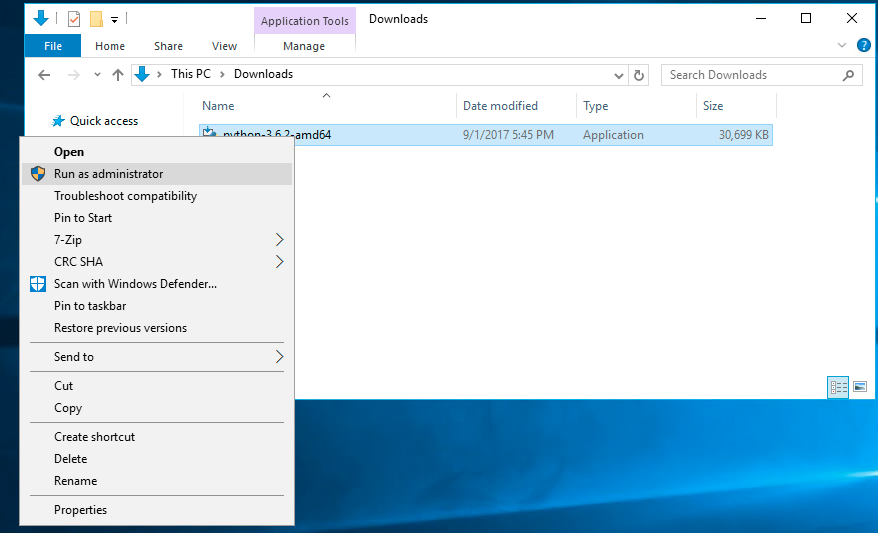 Application Tools
Downloads
File
Home
Share
View
Manage
This PC
Downloads
Search Downloads
Quick access
Name
Date modified
Type
Size
python-3.6.2-amd64
9/1/2017 5:45 PM
Application
30,699 KB
Open
Run as administrator
Troubleshoot compatibility
Pin to Start
7-Zip
CRC SHA
Scan with Windows Defender...
Pin to taskbar
Restore previous versions
Send to
Cut
Copy
Create shortcut
Delete
Rename
Properties